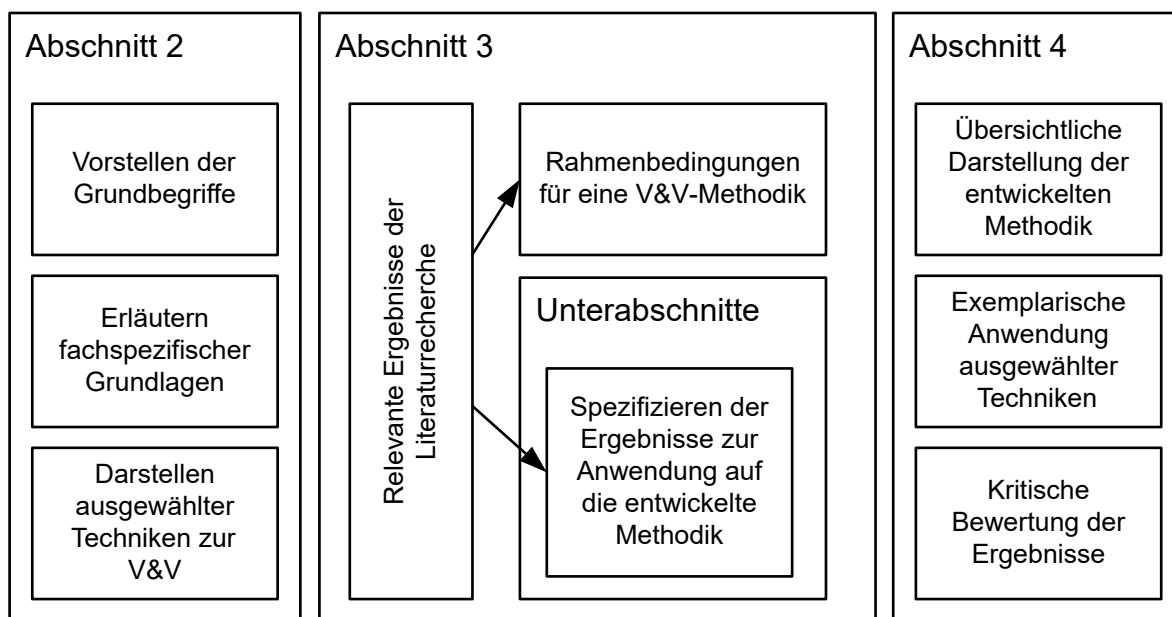 Abschnitt 2
Vorstellen der
Grundbegriffe
Erläutern
fachspezifischer
Grundlagen
Darstellen
ausgewählter
Techniken zur
V&V
Abschnitt 3
Relevante Ergebnisse der
Literaturrecherche
Rahmenbedingungen
für eine V&V-Methodik
Unterabschnitte
Spezifizieren der
Ergebnisse zur
Anwendung auf
die entwickelte
Methodik
Abschnitt 4
Übersichtliche
Darstellung der
entwickelten
Methodik
Exemplarische
Anwendung
ausgewählter
Techniken
Kritische
Bewertung der
Ergebnisse